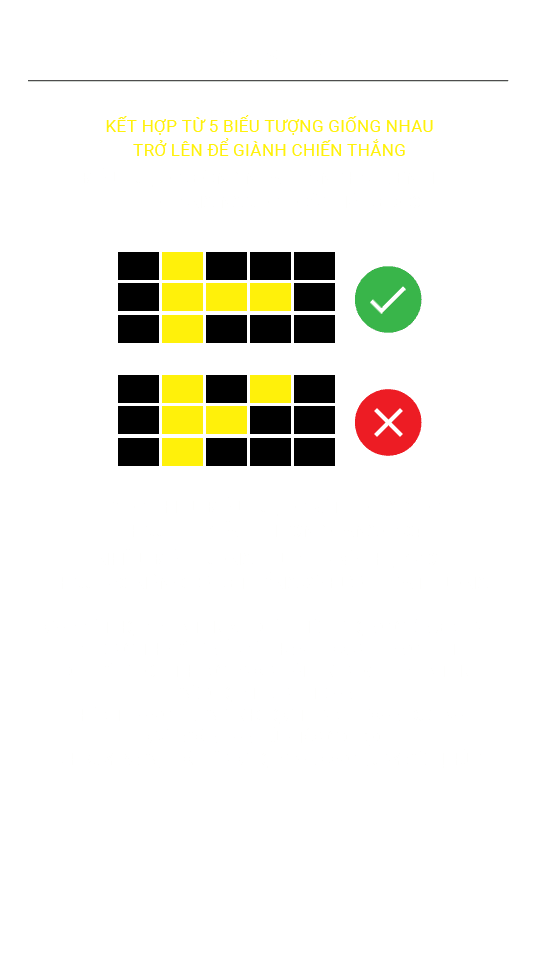 KẾT HỢP TỪ 5 BIỂU TƯỢNG GIỐNG NHAU
TRỞ LÊN ĐỂ GIÀNH CHIẾN THẮNG